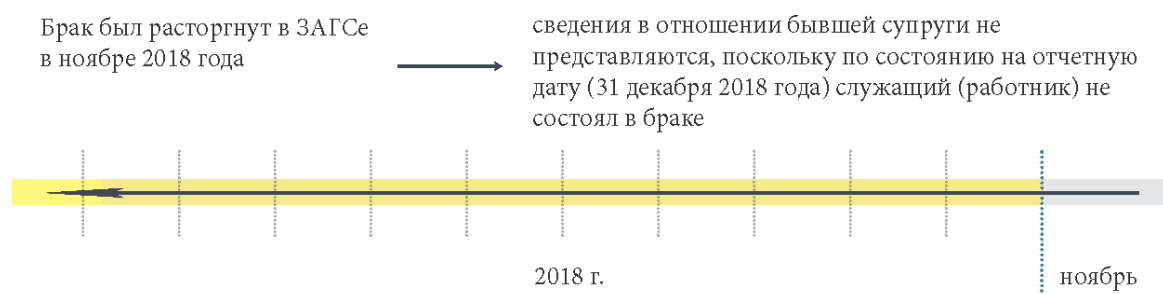 Брак был расторгнут в ЗАГСе
в ноябре 2018 года
сведения в отношении бывшей супруги не
представляются, поскольку по состоянию на отчетную
дату (31 декабря 2018 года) служащий (работник) не
состоял в браке
2018 г.
ноябрь